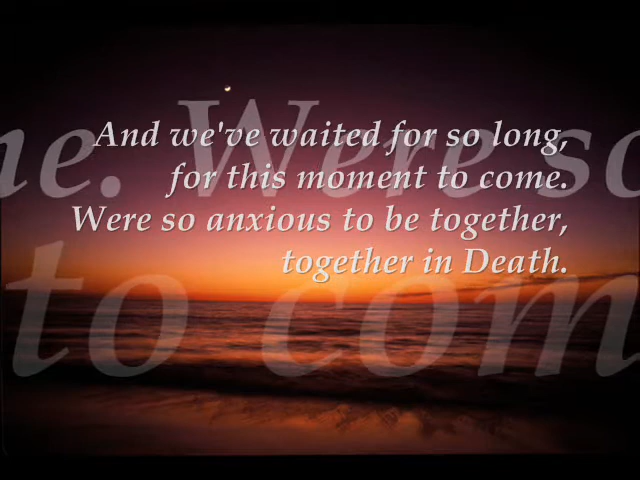 And we've waited for so long,
for this moment to come.
Were so anxious to be together,
together in Death.
ne. Were so
to com